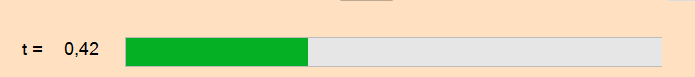 t = 0,42